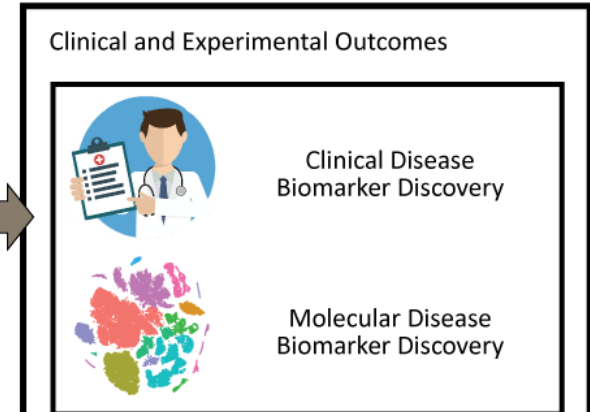 Clinical and Experimental Outcomes
Clinical Disease
Biomarker Discovery
Molecular Disease
Biomarker Discovery